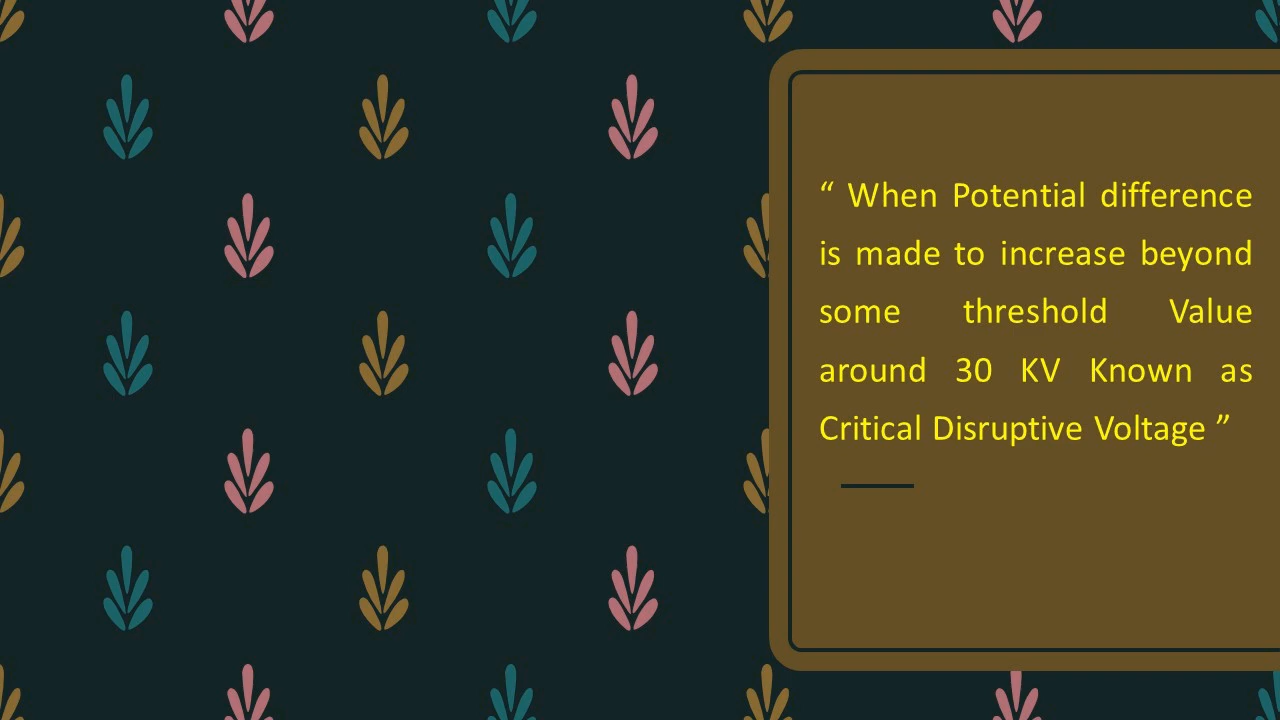 “ When Potential difference
is made to increase beyond
some threshold Value
around 30 KV Known as
Critical Disruptive Voltage ”